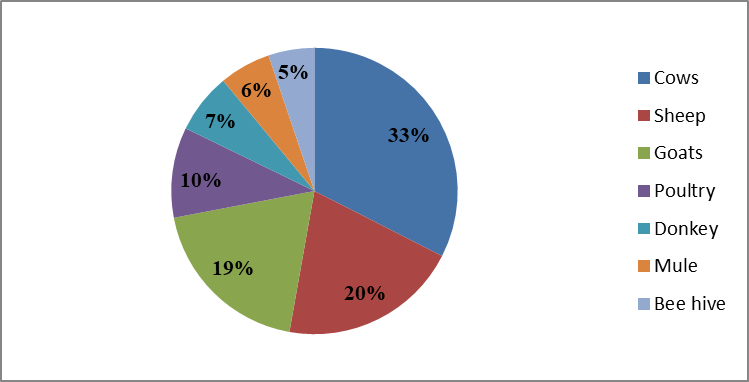 5%
6%
7%
33%
10%
19%
20%
Cows
Sheep
Goats
Poultry
Donkey
Mule
Bee hive